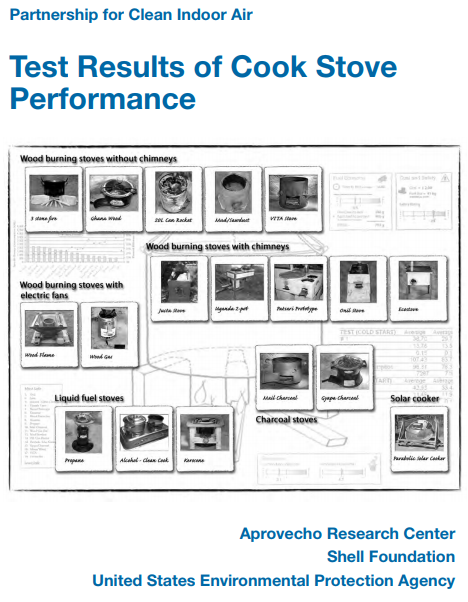 Partnership for Clean Indoor Air
Test Results of Cook Stove
Performance
Wood burning stoves without chimneys
3 stone fire
Ghana Wood
20L Can Rocket
Mud/Sawdust
VITA Stove
Wood burning stoves with chimneys
Justa Stove
Uganda 2-pot
Patsari Prototype
Onil Stove
Ecostove
Wood burning stoves with
electric fans
Wood Flame
Wood Gas
TEST (COLD START) Average
Mali Charcoal
Gyapa Charcoal
Charcoal stoves
Liquid fuel stoves
Propane
Alcohol - Clean Cook
Kerosene
Solar cooker
Parabolic Solar Cooker
Aprovecho Research Center
Shell Foundation
United States Environmental Protection Agency